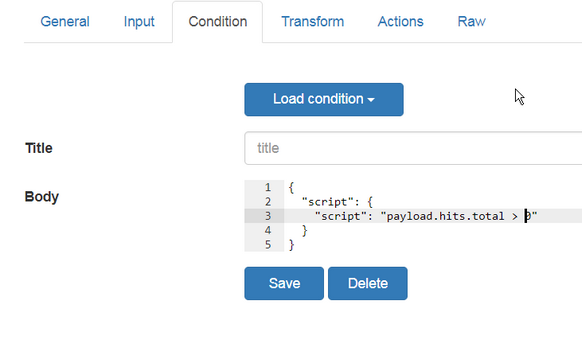 General Input Condition Transform Actions Raw
Load condition
Title title
Body
1 {
2 "script": {
3 "script": "payload.hits.total > 0"
4 }
5 }
Save Delete